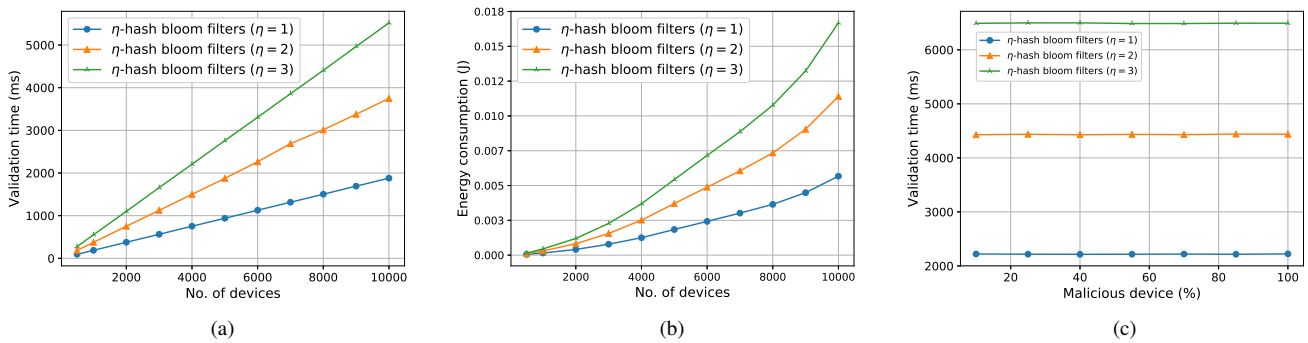 η-hash bloom filters (η = 1)
η-hash bloom filters (η = 2)
η-hash bloom filters (η = 3)
Validation time (ms)
5000
4000
3000
2000
1000
0
2000 4000 6000 8000 10000
No. of devices
(a)
η-hash bloom filters (η = 1)
η-hash bloom filters (η = 2)
η-hash bloom filters (η = 3)
Energy consumption (J)
0.018
0.015
0.012
0.010
0.007
0.005
0.003
0.000
2000 4000 6000 8000 10000
No. of devices
(b)
η-hash bloom filters (η = 1)
η-hash bloom filters (η = 2)
η-hash bloom filters (η = 3)
Validation time (ms)
6000
5000
4000
3000
2000
20 40 60 80 100
Malicious device (%)
(c)